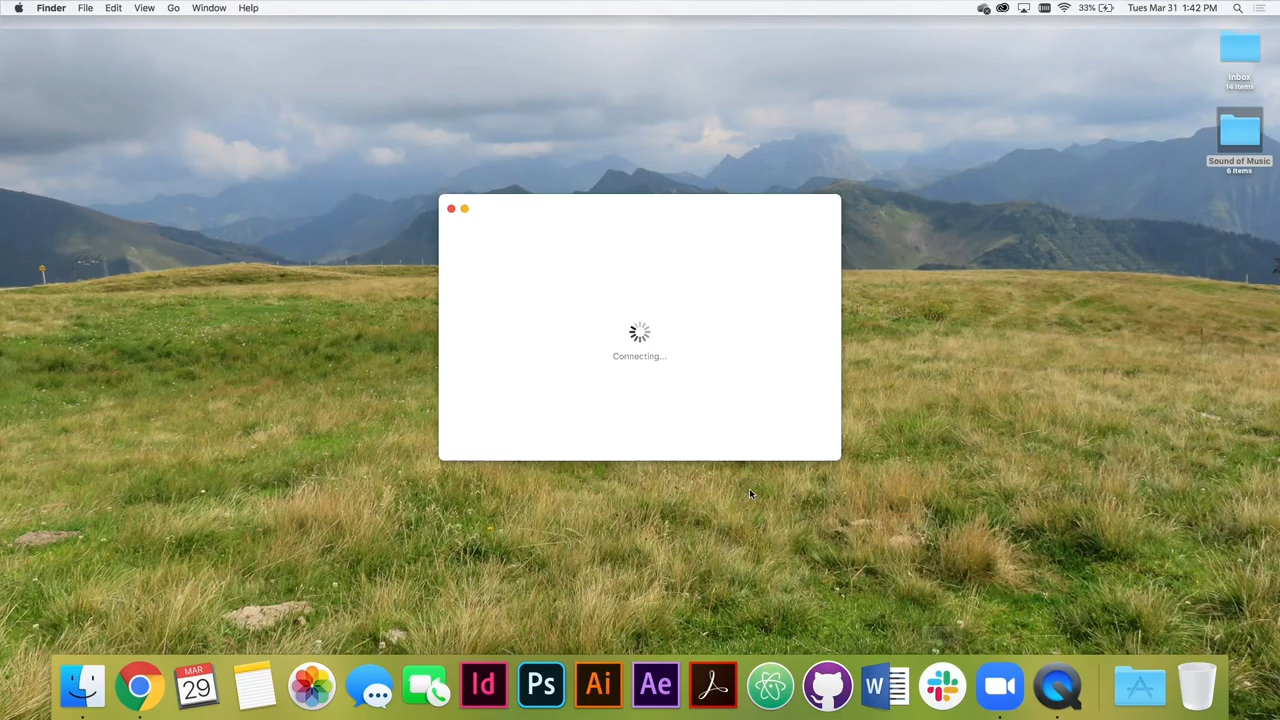 Finder File Edit View Go Window Help 33% Tues Mar 31 1:42 PM
Inbox
14 items
Sound of Music
6 items
Connecting...
MAR
29
Id Ps Ai Ae W